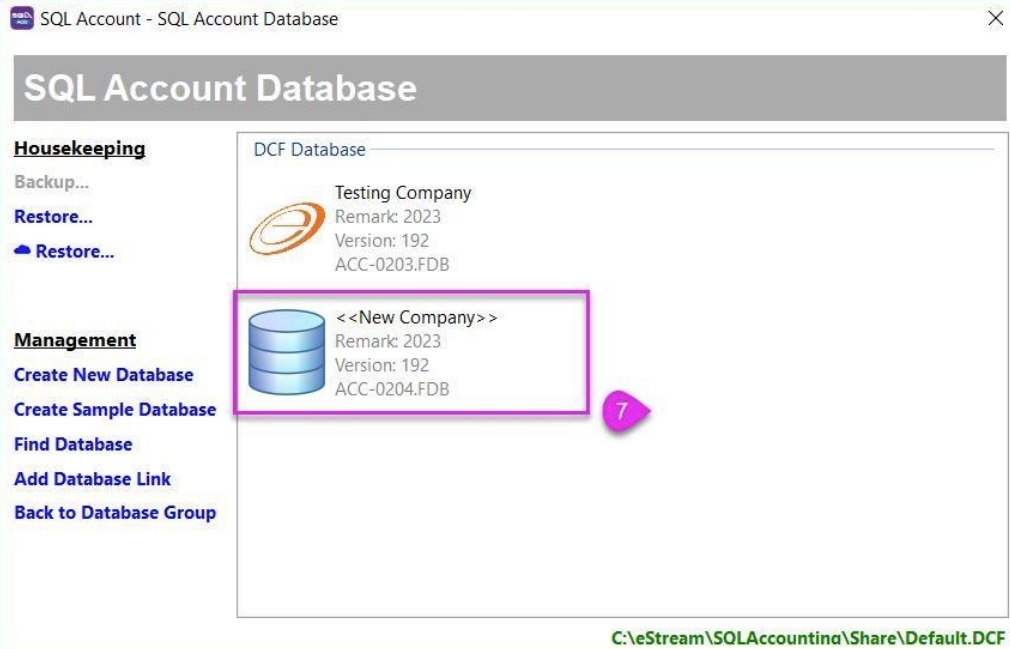 SQL Account - SQL Account Database
SQL Account Database
Housekeeping
Backup...
Restore...
Restore...
Management
Create New Database
Create Sample Database
Find Database
Add Database Link
Back to Database Group
DCF Database
Testing Company
Remark: 2023
Version: 192
ACC-0203.FDB
<<New Company>>
Remark: 2023
Version: 192
ACC-0204.FDB
7
C:\eStream\SQLAccounting\Share\Default.DCF